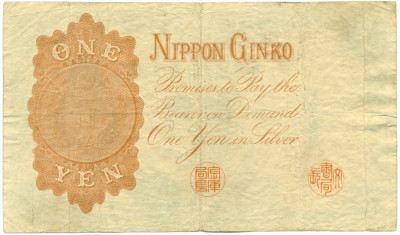 ONE
YEN
NIPPON GINKO
Promises to Pay the
Bearer on Demand
One Yen in Silver